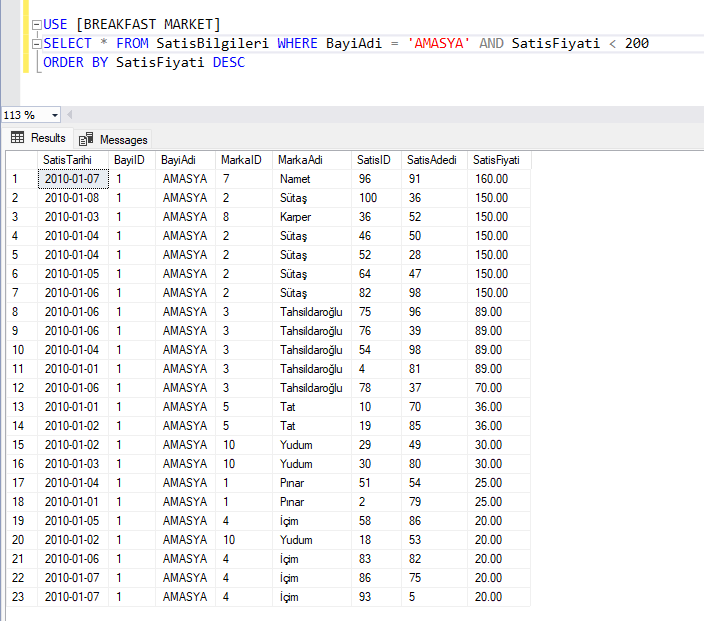 USE [BREAKFAST MARKET]
SELECT * FROM SatisBilgileri WHERE BayiAdi = 'AMASYA' AND SatisFiyati < 200
ORDER BY SatisFiyati DESC
113 %
Results Messages
SatisTarihi BayiID BayiAdi MarkaID MarkaAdi SatisID SatisAdedi SatisFiyati
1 2010-01-07 1 AMASYA 7 Namet 96 91 160.00
2 2010-01-08 1 AMASYA 2 Sütaş 100 36 150.00
3 2010-01-03 1 AMASYA 8 Karper 36 52 150.00
4 2010-01-04 1 AMASYA 2 Sütaş 46 50 150.00
5 2010-01-04 1 AMASYA 2 Sütaş 52 28 150.00
6 2010-01-05 1 AMASYA 2 Sütaş 64 47 150.00
7 2010-01-06 1 AMASYA 2 Sütaş 82 98 150.00
8 2010-01-06 1 AMASYA 3 Tahsildaroğlu 75 96 89.00
9 2010-01-06 1 AMASYA 3 Tahsildaroğlu 76 39 89.00
10 2010-01-04 1 AMASYA 3 Tahsildaroğlu 54 98 89.00
11 2010-01-01 1 AMASYA 3 Tahsildaroğlu 4 81 89.00
12 2010-01-06 1 AMASYA 3 Tahsildaroğlu 78 37 70.00
13 2010-01-01 1 AMASYA 5 Tat 10 70 36.00
14 2010-01-02 1 AMASYA 5 Tat 19 85 36.00
15 2010-01-02 1 AMASYA 10 Yudum 29 49 30.00
16 2010-01-03 1 AMASYA 10 Yudum 30 80 30.00
17 2010-01-04 1 AMASYA 1 Pınar 51 54 25.00
18 2010-01-01 1 AMASYA 1 Pınar 2 79 25.00
19 2010-01-05 1 AMASYA 4 İçim 58 86 20.00
20 2010-01-02 1 AMASYA 10 Yudum 18 53 20.00
21 2010-01-06 1 AMASYA 4 İçim 83 82 20.00
22 2010-01-07 1 AMASYA 4 İçim 86 75 20.00
23 2010-01-07 1 AMASYA 4 İçim 93 5 20.00